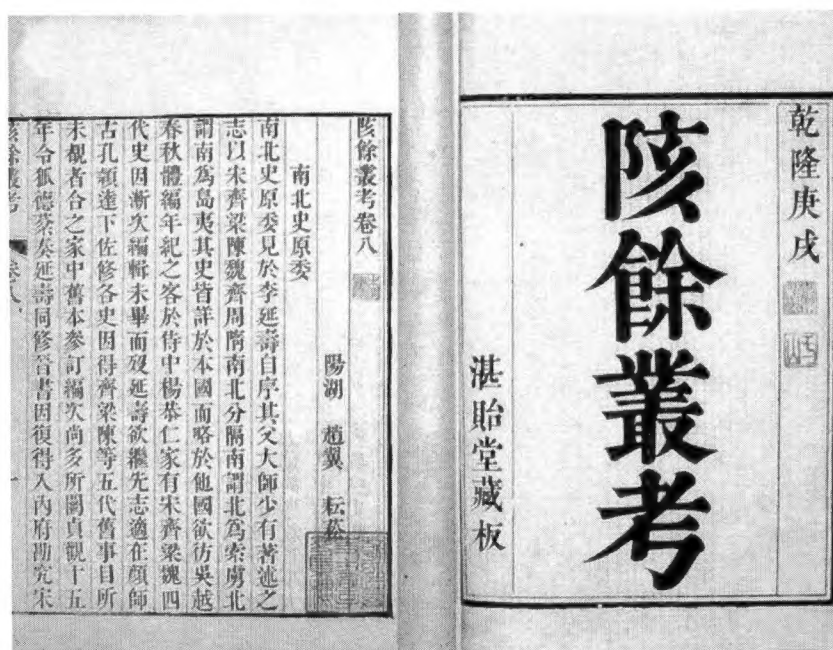 乾隆庚戌
陔餘叢考
湛貽堂藏板
陔餘叢考卷八
陽湖 趙翼 耘菘
南北史原委
南北史原委見於李延壽自序其父大師少有著述之
志以宋齊梁陳魏齊周隋南北分隔南謂北為索虜北
謂南為島夷其史皆詳於本國而略於他國欲彷吳越
春秋體編年紀之客於侍中楊恭仁家有宋齊梁魏四
代史因漸次編輯未畢而歿延壽欲繼先志適在顏師
古孔穎達下佐修各史因得齊梁陳等五代舊事目所
未覩者合之家中舊本參訂編次尚多所闕貞觀十五
年令狐德棻奏延壽同修晉書因復得入內府勘究宋
陔餘叢考
卷八
一